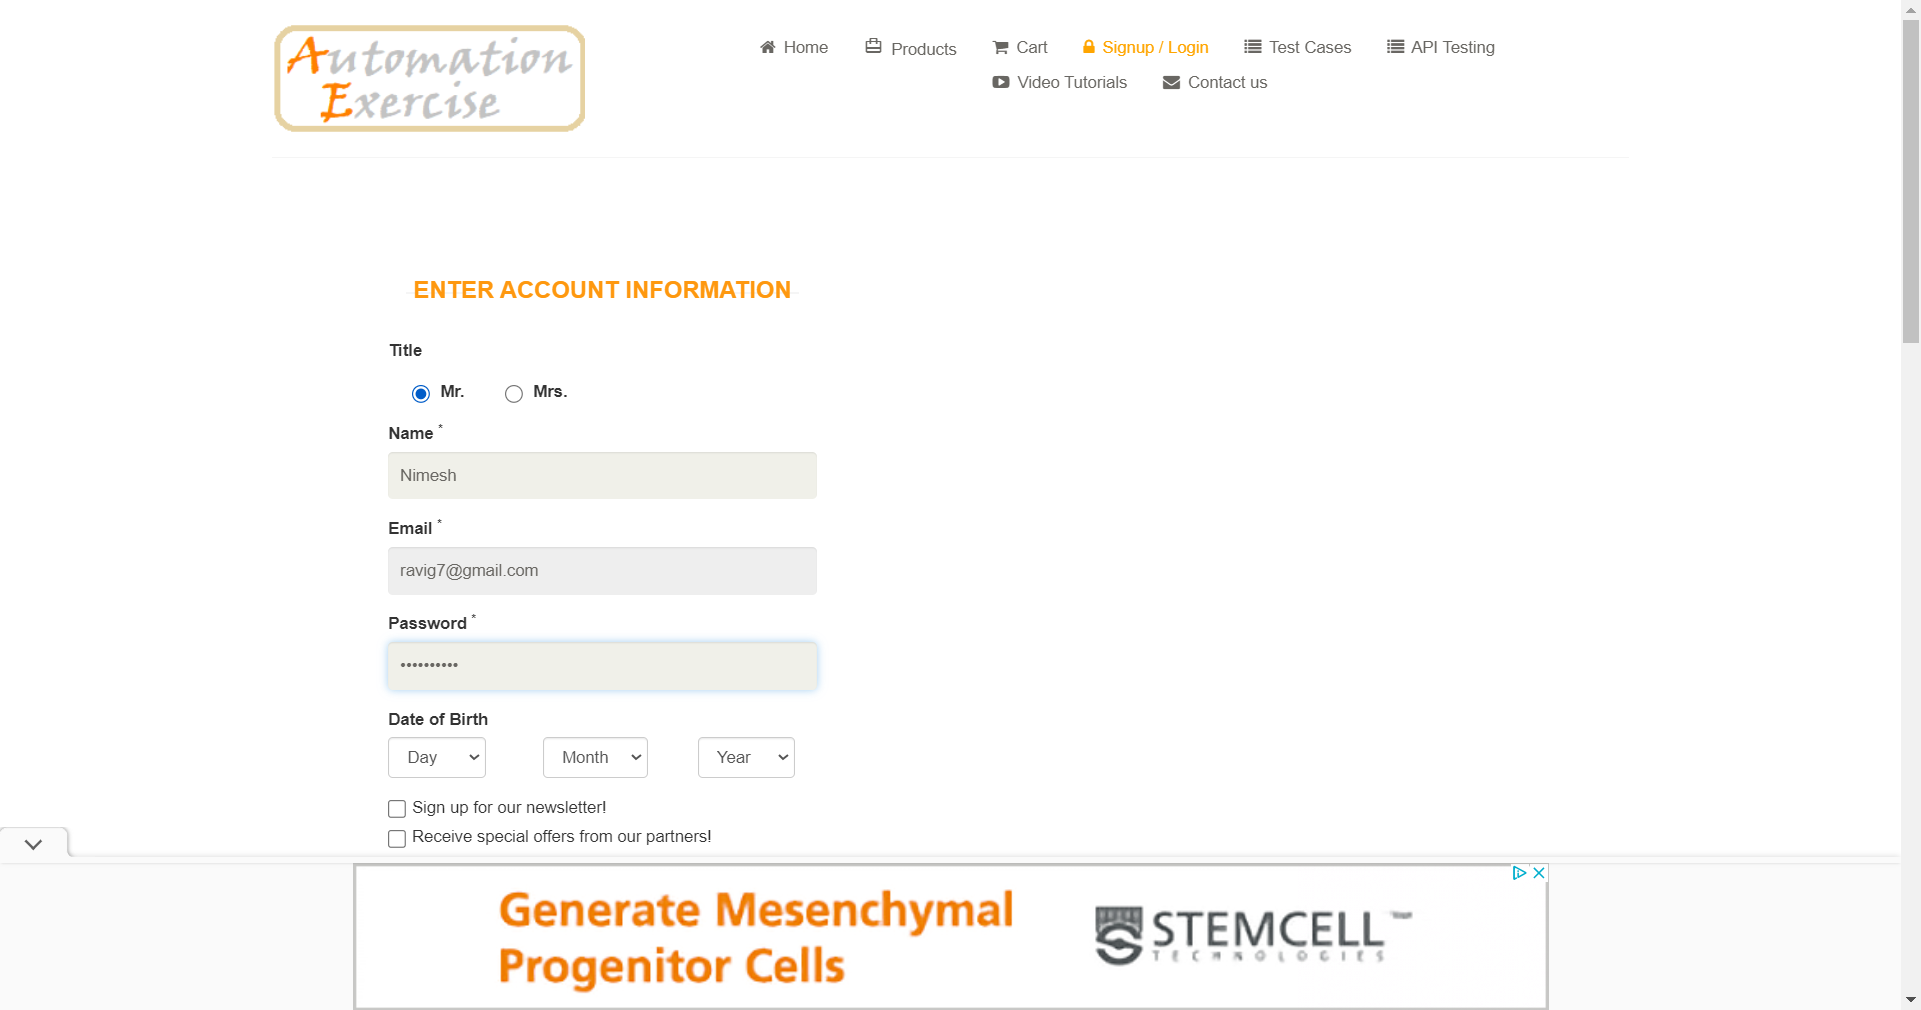 Automation
Exercise
Home
Products
Cart
Signup / Login
Test Cases
API Testing
Video Tutorials
Contact us
ENTER ACCOUNT INFORMATION
Title
Mr.
Mrs.
Name *
Nimesh
Email *
ravig7@gmail.com
Password *
••••••••••
Date of Birth
Day
Month
Year
Sign up for our newsletter!
Receive special offers from our partners!
Generate Mesenchymal
Progenitor Cells
STEMCELL
TECHNOLOGIES